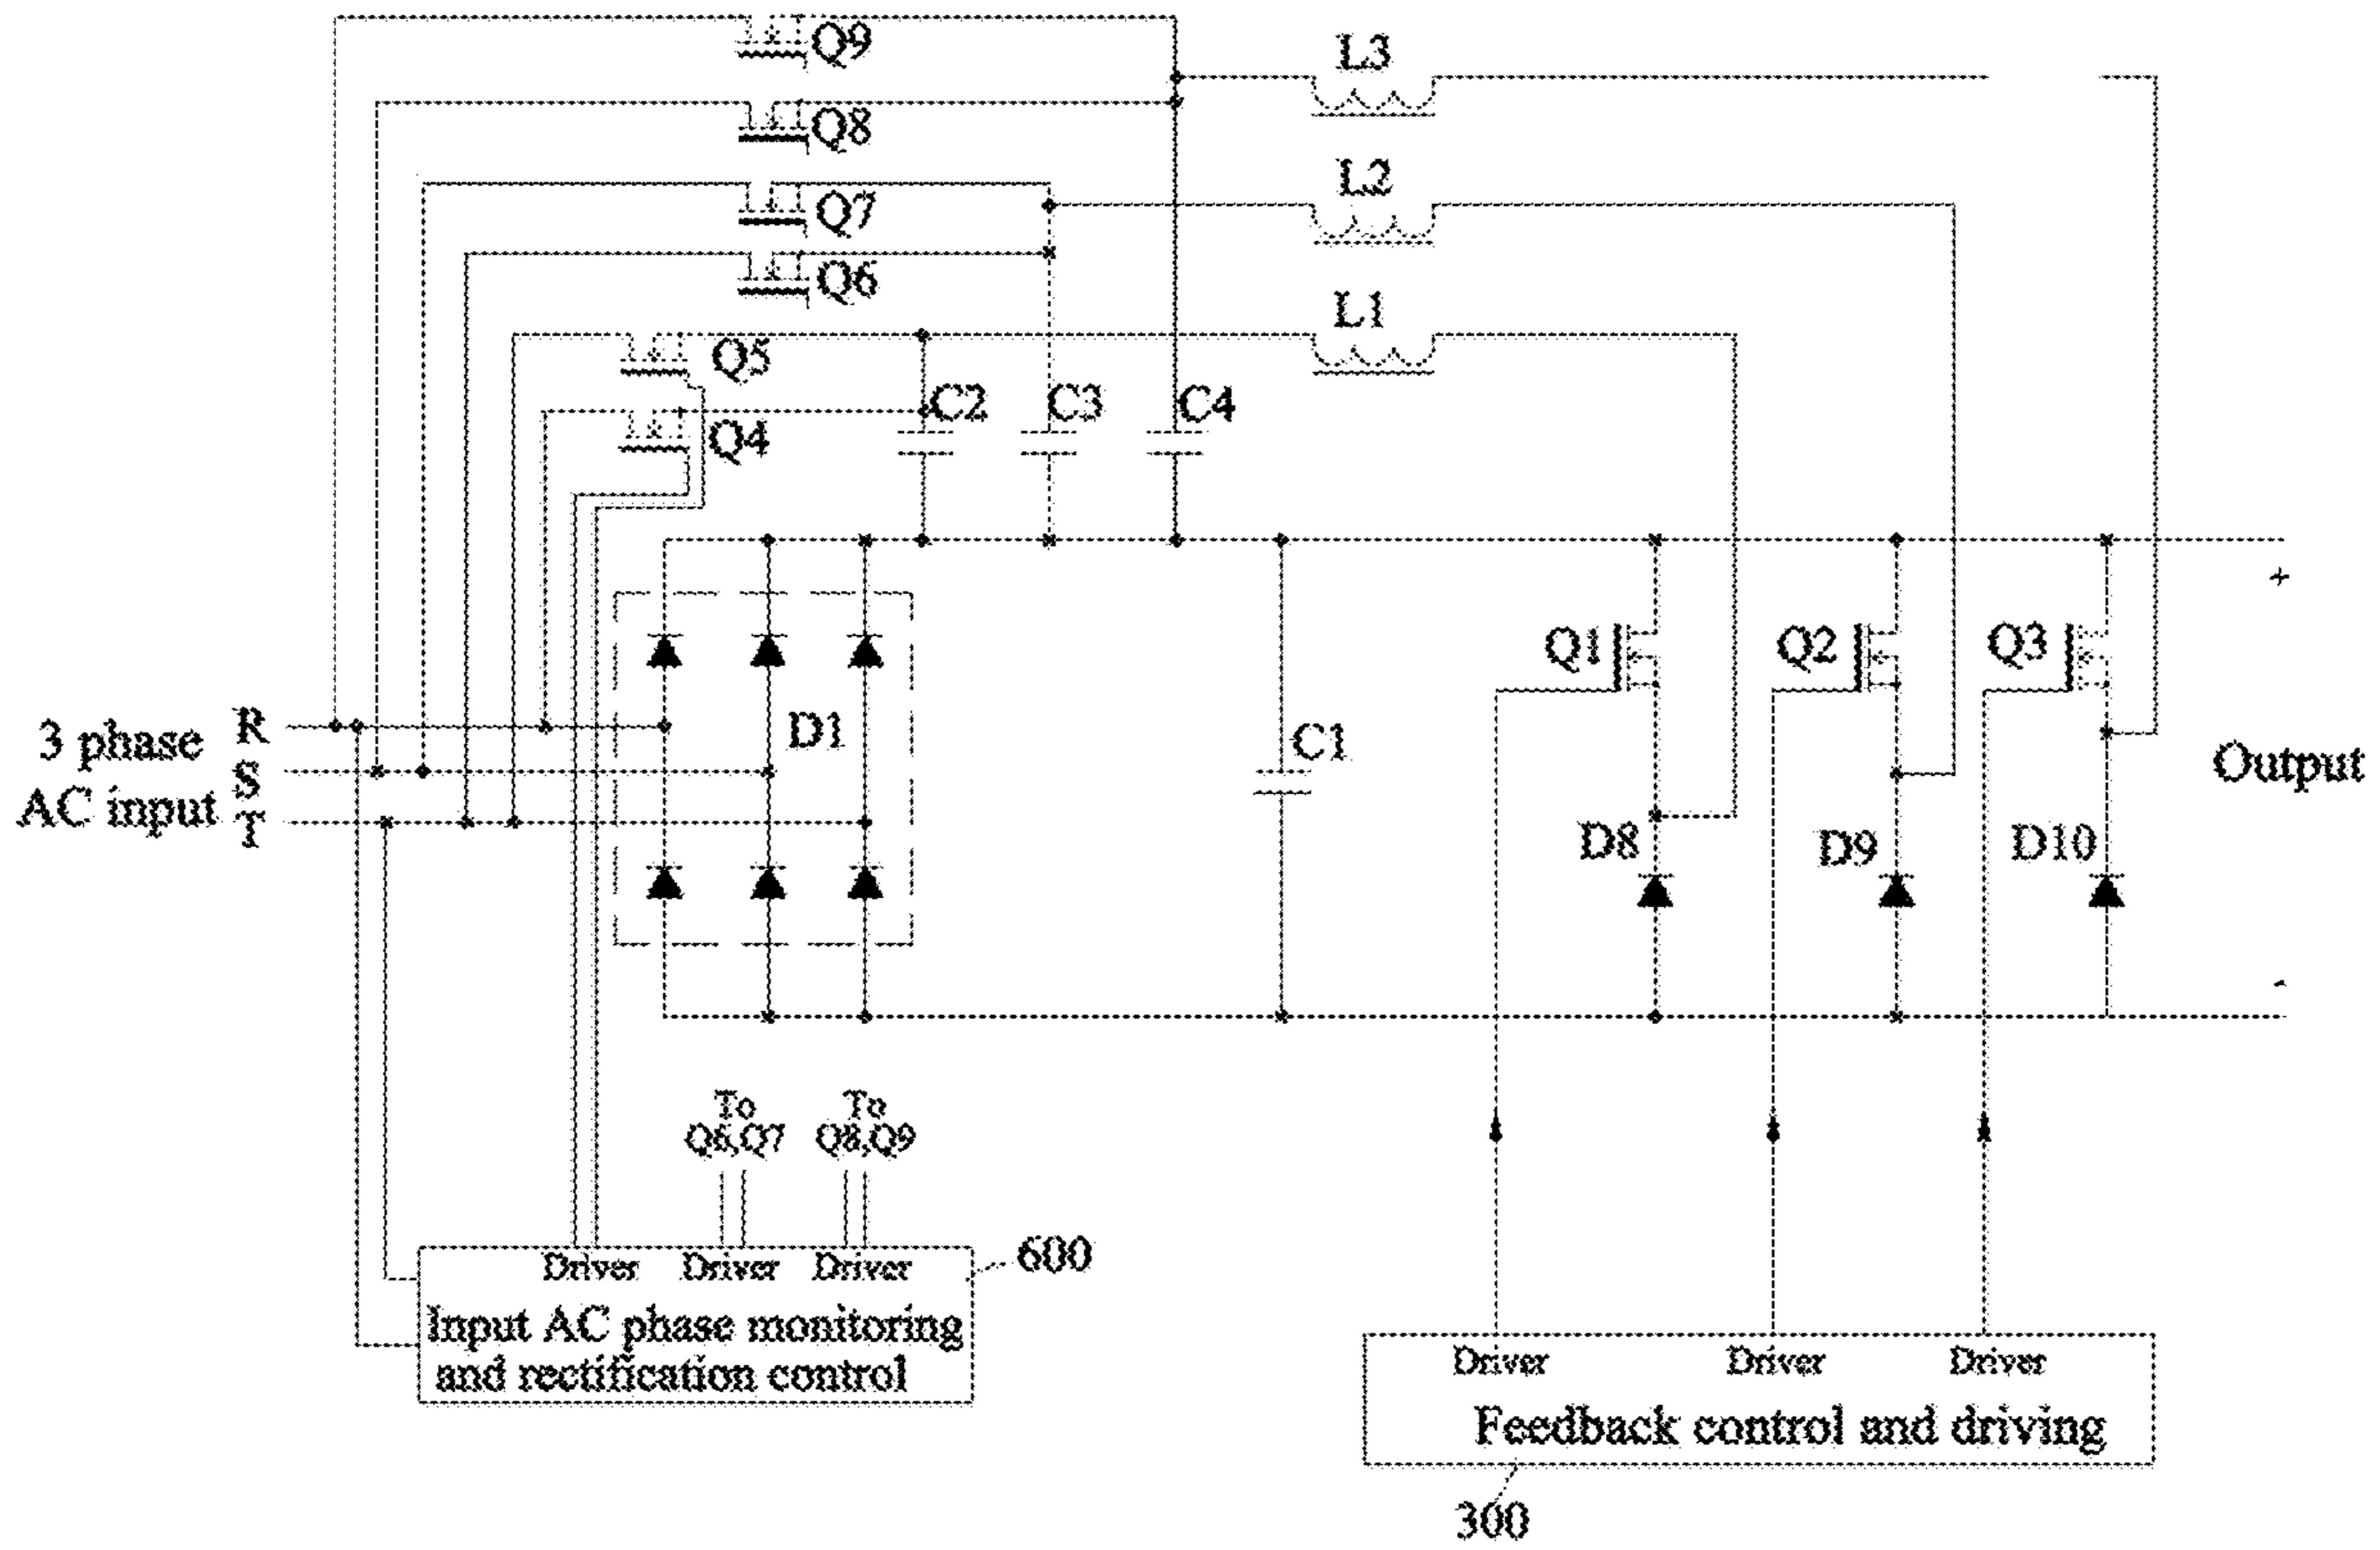 Q9
L3
Q8
L2
Q7
Q6
L1
Q5
C2 C3 C4
Q4
+
Q1 Q2 Q3
3 phase
AC input
R
S
T
D1
C1
Output
D8 D9 D10
-
To
Q6,Q7
To
Q8,Q9
600
Driver Driver Driver
Input AC phase monitoring
and rectification control
Driver Driver Driver
Feedback control and driving
300